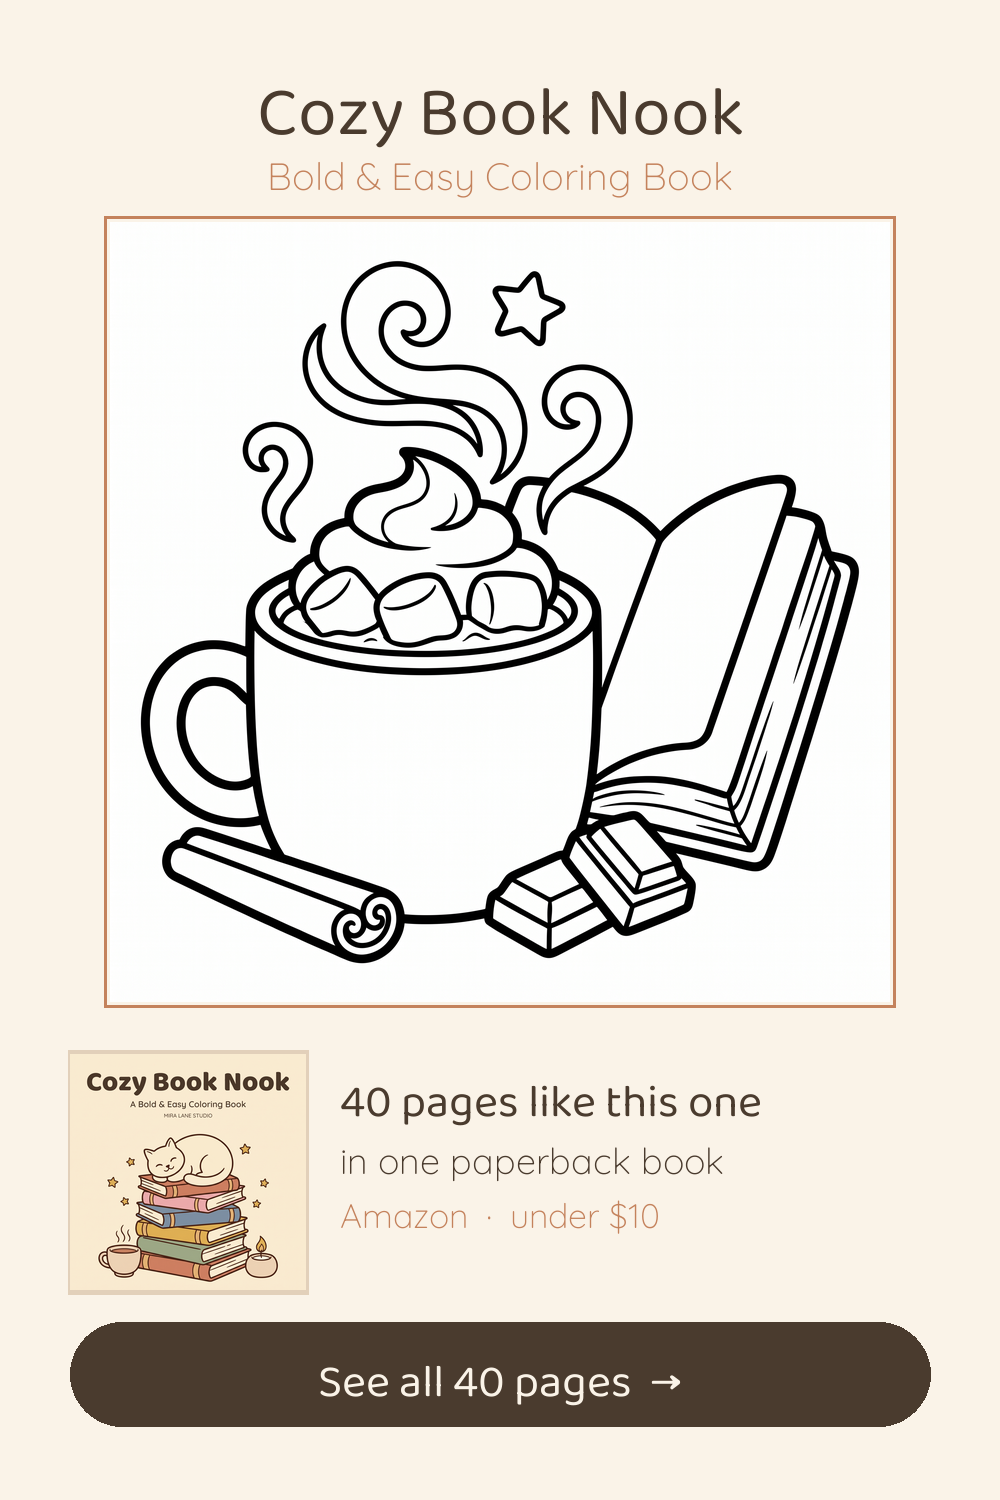 Cozy Book Nook
Bold & Easy Coloring Book
Cozy Book Nook
A Bold & Easy Coloring Book
MIRA LANE STUDIO
40 pages like this one
in one paperback book
Amazon · under $10
See all 40 pages →